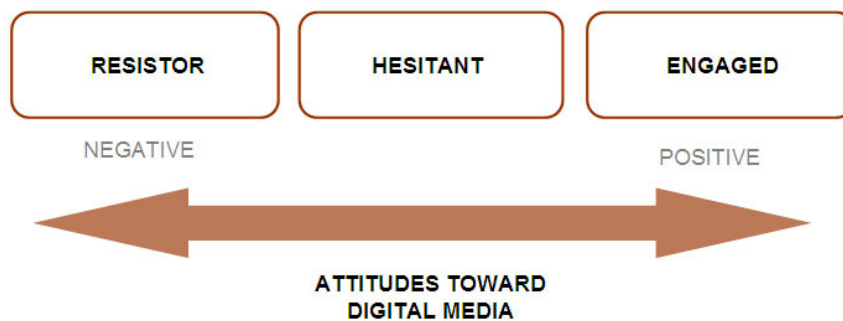 RESISTOR
HESITANT
ENGAGED
NEGATIVE
POSITIVE
ATTITUDES TOWARD
DIGITAL MEDIA